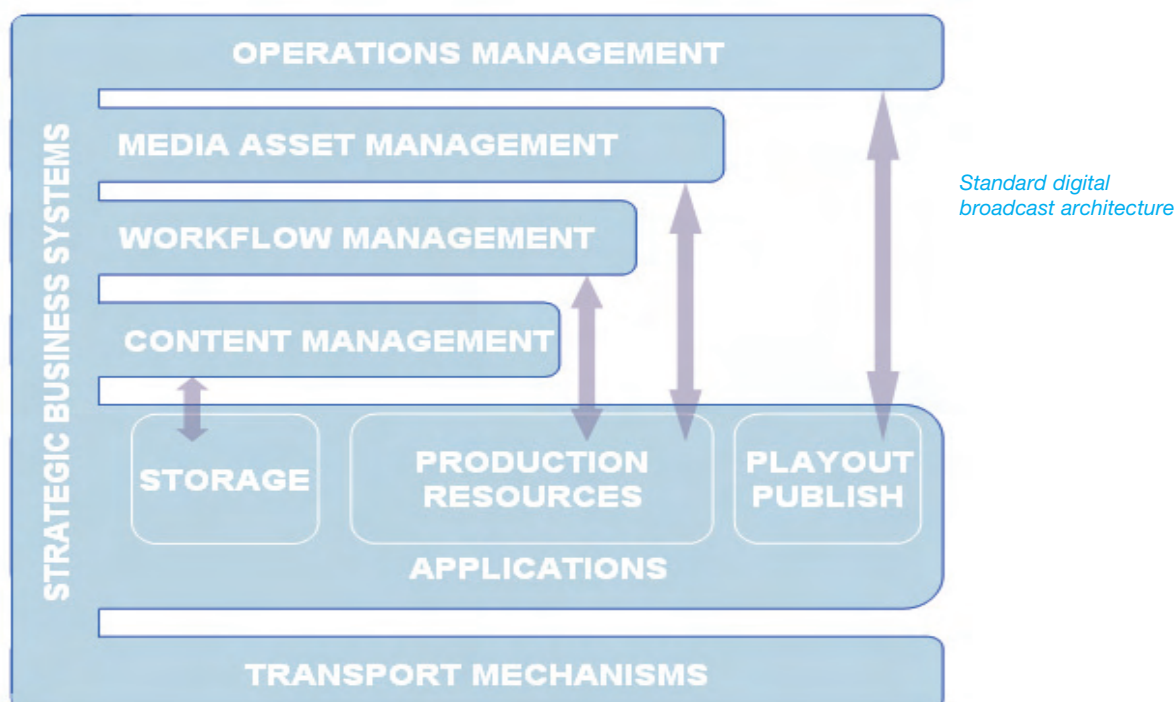 OPERATIONS MANAGEMENT
STRATEGIC BUSINESS SYSTEMS
MEDIA ASSET MANAGEMENT
Standard digital
broadcast architecture
WORKFLOW MANAGEMENT
CONTENT MANAGEMENT
STORAGE
PRODUCTION
RESOURCES
PLAYOUT
PUBLISH
APPLICATIONS
TRANSPORT MECHANISMS